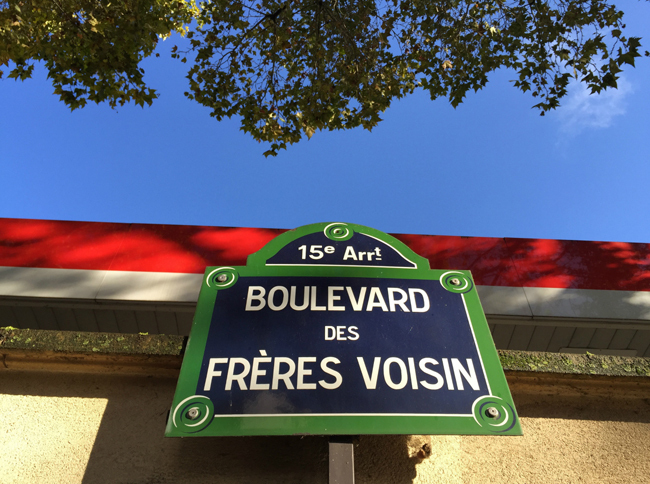 15e Arrt
BOULEVARD
DES
FRÈRES VOISIN